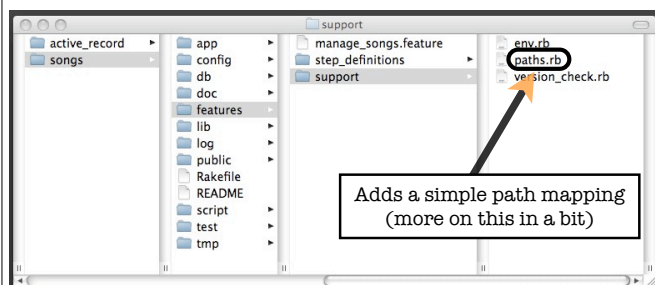 support
active_record
songs
app
config
db
doc
features
lib
log
public
Rakefile
README
script
test
tmp
manage_songs.feature
step_definitions
support
env.rb
paths.rb
version_check.rb
Adds a simple path mapping
(more on this in a bit)